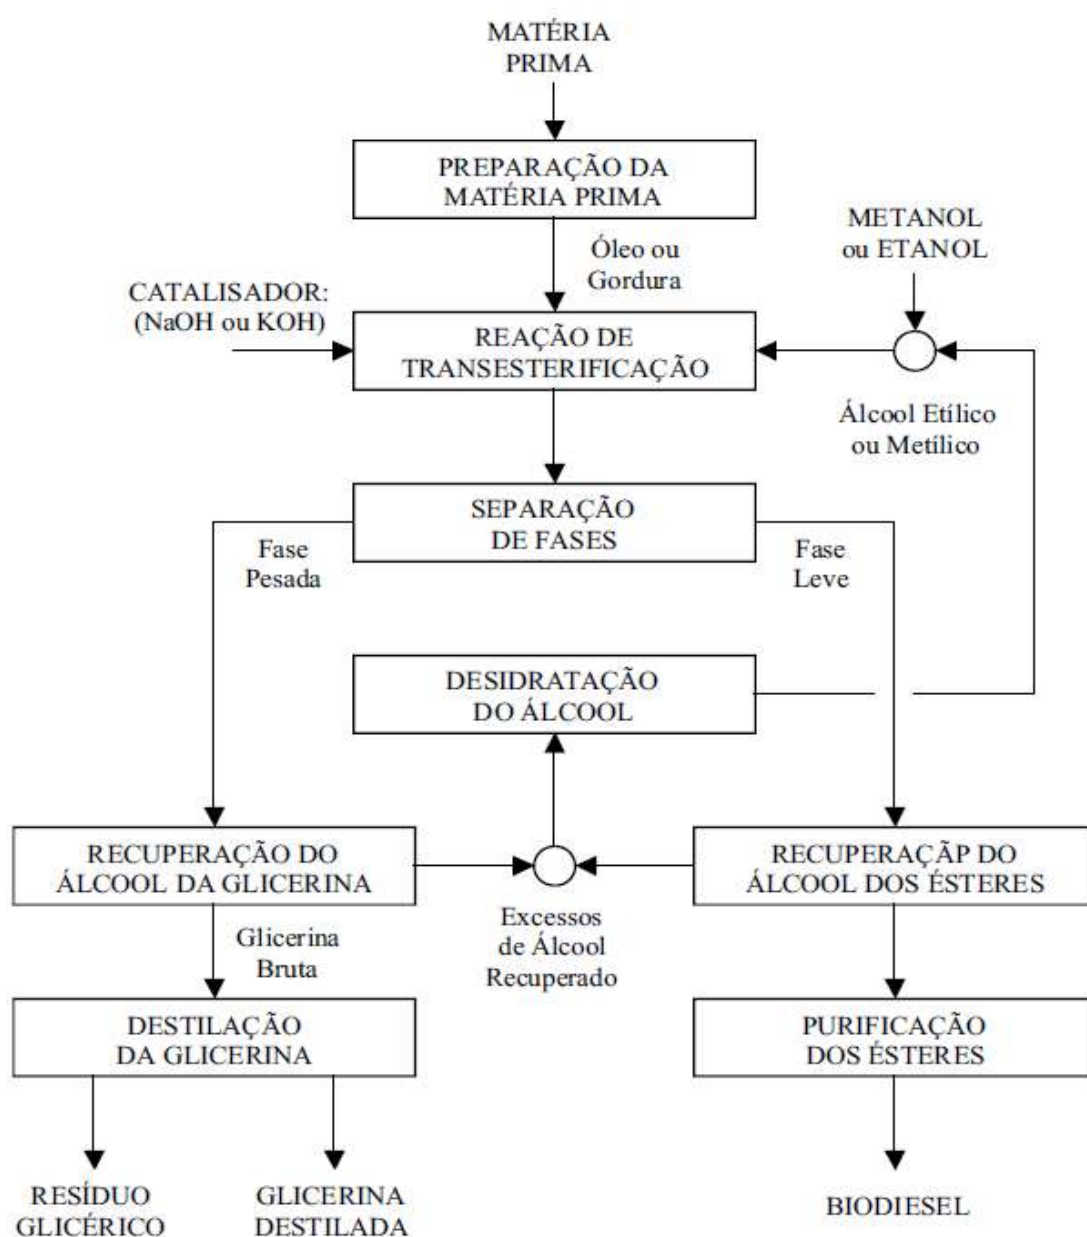 MATÉRIA
PRIMA
PREPARAÇÃO DA
MATÉRIA PRIMA
METANOL
ou ETANOL
Óleo ou
Gordura
CATALISADOR:
(NaOH ou KOH)
REAÇÃO DE
TRANSESTERIFICAÇÃO
Álcool Etílico
ou Metílico
SEPARAÇÃO
DE FASES
Fase
Pesada
Fase
Leve
DESIDRATAÇÃO
DO ÁLCOOL
RECUPERAÇÃO DO
ÁLCOOL DA GLICERINA
RECUPERAÇÃP DO
ÁLCOOL DOS ÉSTERES
Excessos
de Álcool
Recuperado
Glicerina
Bruta
DESTILAÇÃO
DA GLICERINA
PURIFICAÇÃO
DOS ÉSTERES
RESÍDUO
GLICÉRICO
GLICERINA
DESTILADA
BIODIESEL